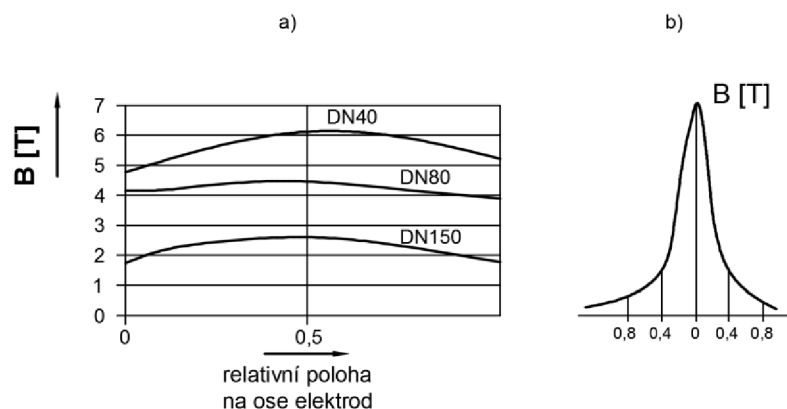 a)
b)
B [T]
7
6
5
4
3
2
1
0
DN40
DN80
DN150
0
0,5
relativní poloha
na ose elektrod
B [T]
0,8
0,4
0
0,4
0,8